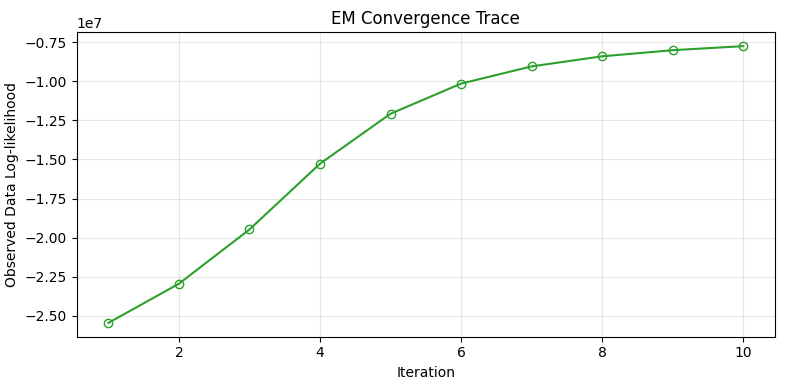 EM Convergence Trace
1e7
−0.75
−1.00
−1.25
−1.50
−1.75
−2.00
−2.25
−2.50
Observed Data Log-likelihood
2 4 6 8 10
Iteration